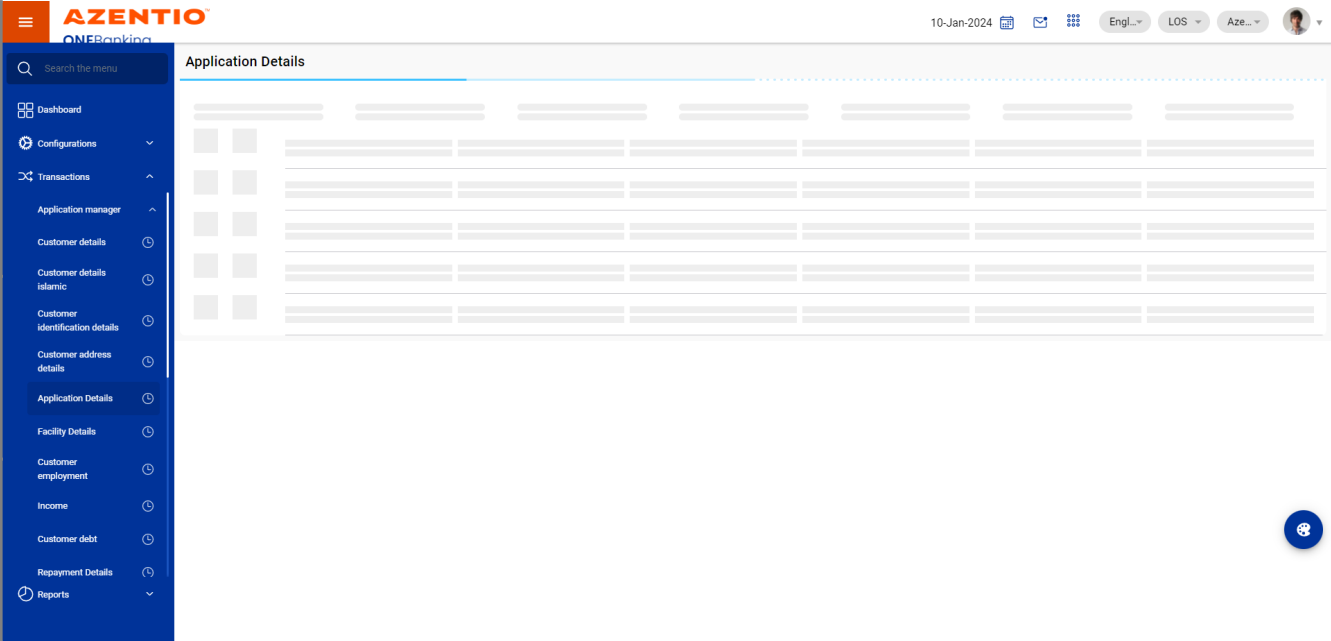 AZENTIO™
ONEBanking
10-Jan-2024
Engl...
LOS
Aze...
Search the menu
Dashboard
Configurations
Transactions
Application manager
Customer details
Customer details
islamic
Customer
identification details
Customer address
details
Application Details
Facility Details
Customer
employment
Income
Customer debt
Repayment Details
Reports
Application Details